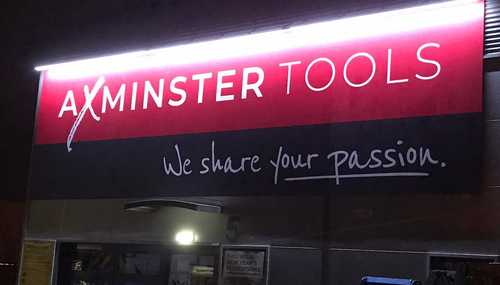 AXMINSTER TOOLS
We share your passion.